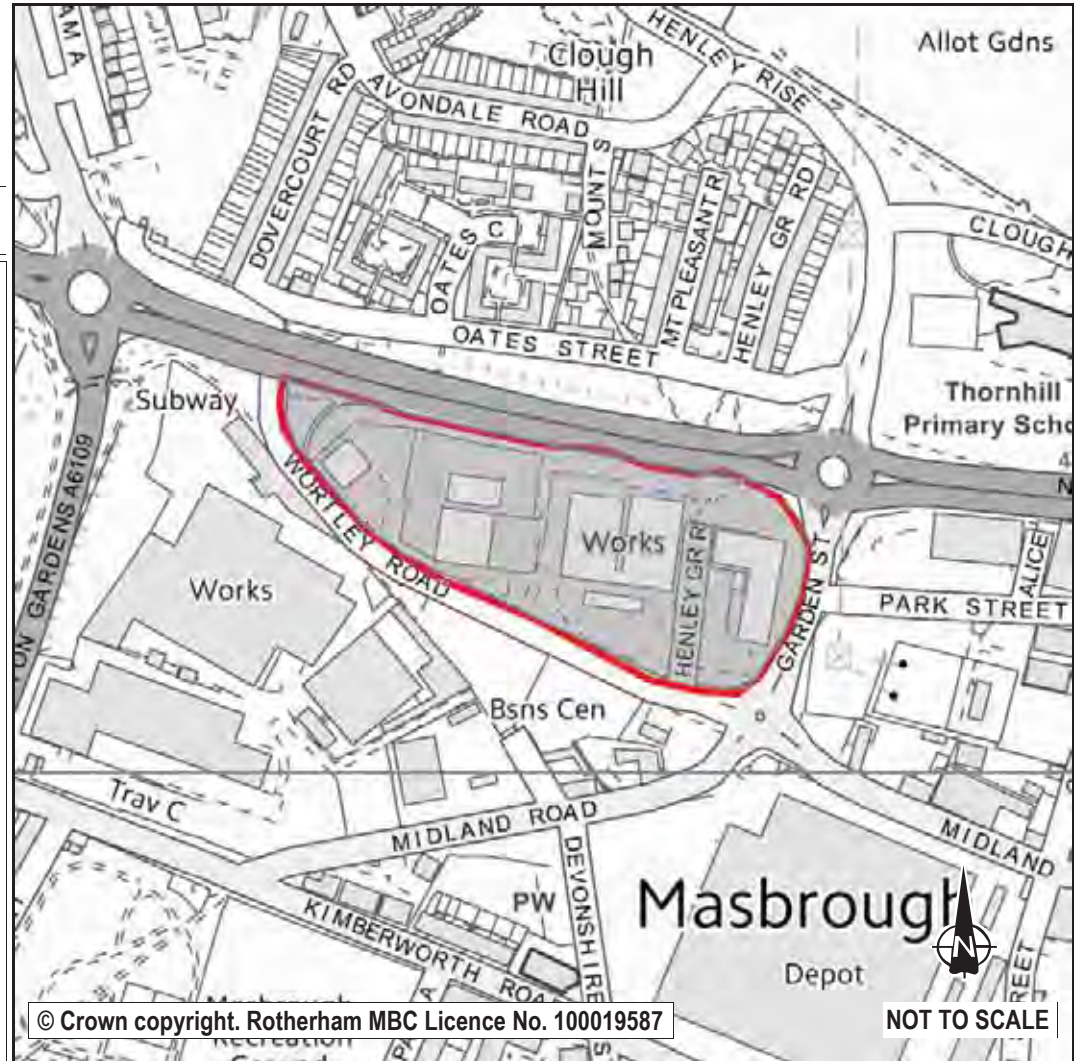 HENLEY RISE
Allot Gdns
Clough
Hill
AVONDALE ROAD
DOVERCOURT RD
MOUNT S
OATES C
MT PLEASANT R
HENLEY GR RD
CLOUGH
OATES STREET
Thornhill
Primary Scho
Subway
WORTLEY ROAD
Works
HENLEY GR R
GARDEN ST
ALICE
PARK STREET
ON GARDENS A6109
Works
Bsns Cen
Trav C
MIDLAND ROAD
DEVONSHIRE
MIDLAND
PW
KIMBERWORTH ROA
Masbrough
N
Depot
REET
© Crown copyright. Rotherham MBC Licence No. 100019587
NOT TO SCALE